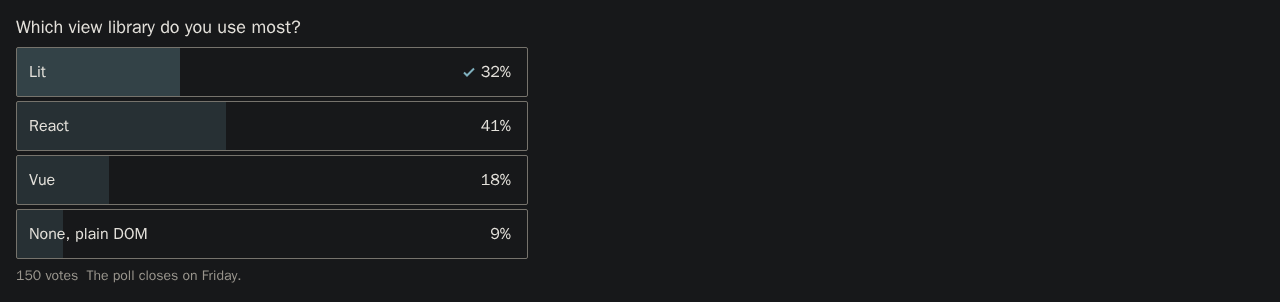 Which view library do you use most?
Lit 32%
React 41%
Vue 18%
None, plain DOM 9%
150 votes The poll closes on Friday.